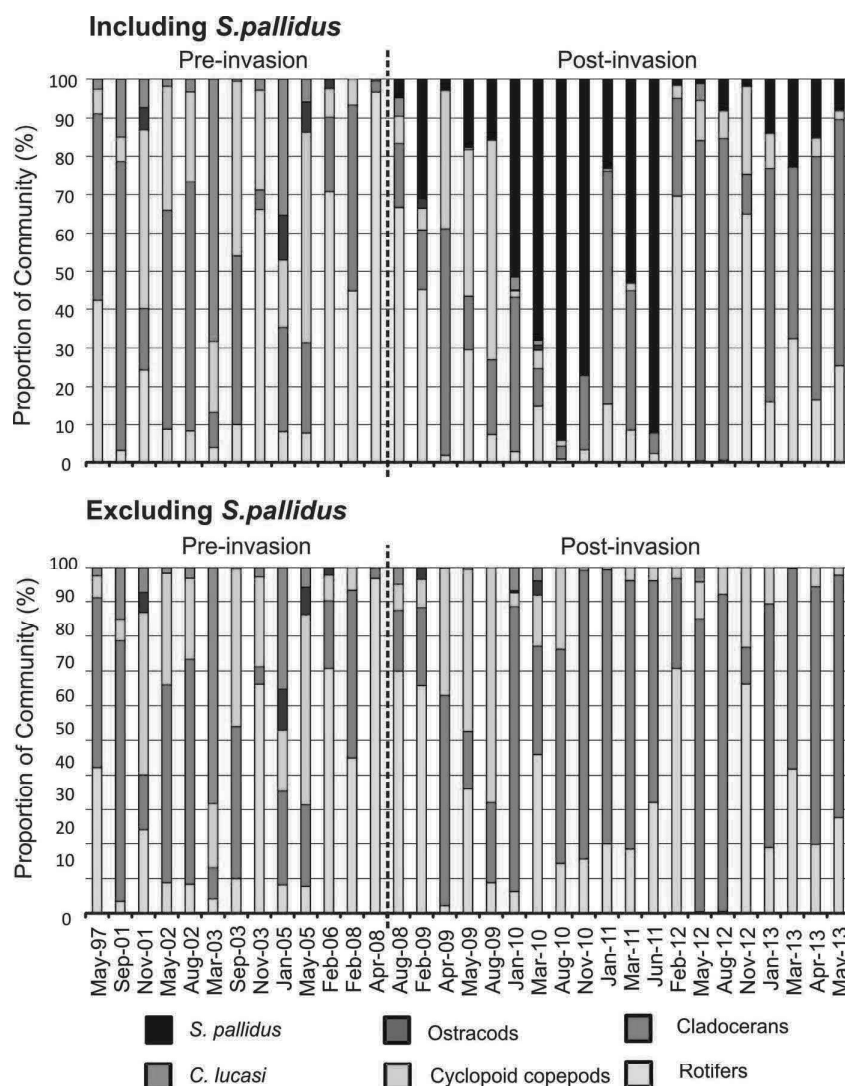 Including S.pallidus
Pre-invasion Post-invasion
Proportion of Community (%)
100
90
80
70
60
50
40
30
20
10
0
Excluding S.pallidus
Pre-invasion Post-invasion
Proportion of Community (%)
100
90
80
70
60
50
40
30
20
10
0
May-97 Sep-01 Nov-01 May-02 Aug-02 Mar-03 Sep-03 Nov-03 Jan-05 May-05 Feb-06 Feb-08 Apr-08 Aug-08 Feb-09 Apr-09 May-09 Aug-09 Jan-10 Mar-10 Aug-10 Nov-10 Jan-11 Mar-11 Jun-11 Feb-12 May-12 Aug-12 Nov-12 Jan-13 Mar-13 Apr-13 May-13
S. pallidus Ostracods Cladocerans
C. lucasi Cyclopoid copepods Rotifers